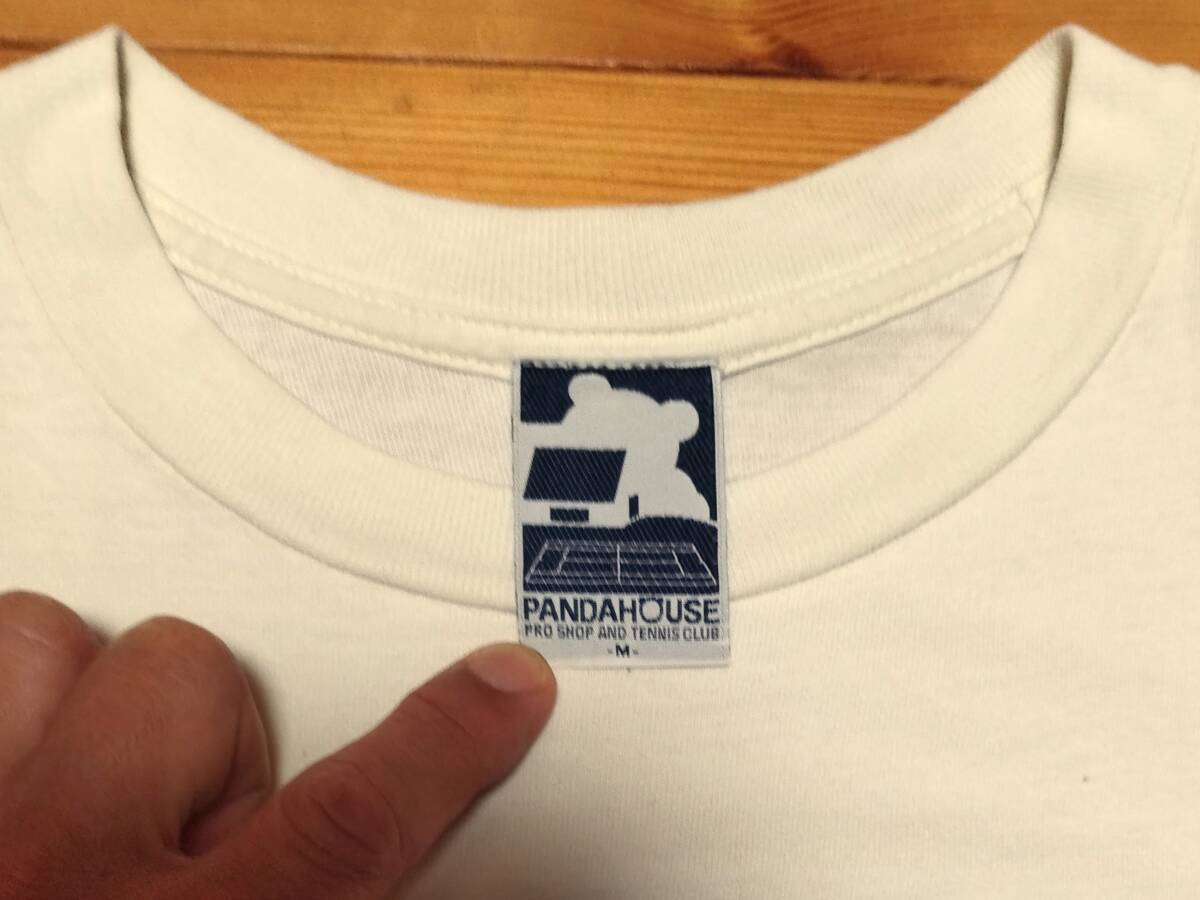 PANDAHOUSE
PRO SHOP AND TENNIS CLUB
-M-